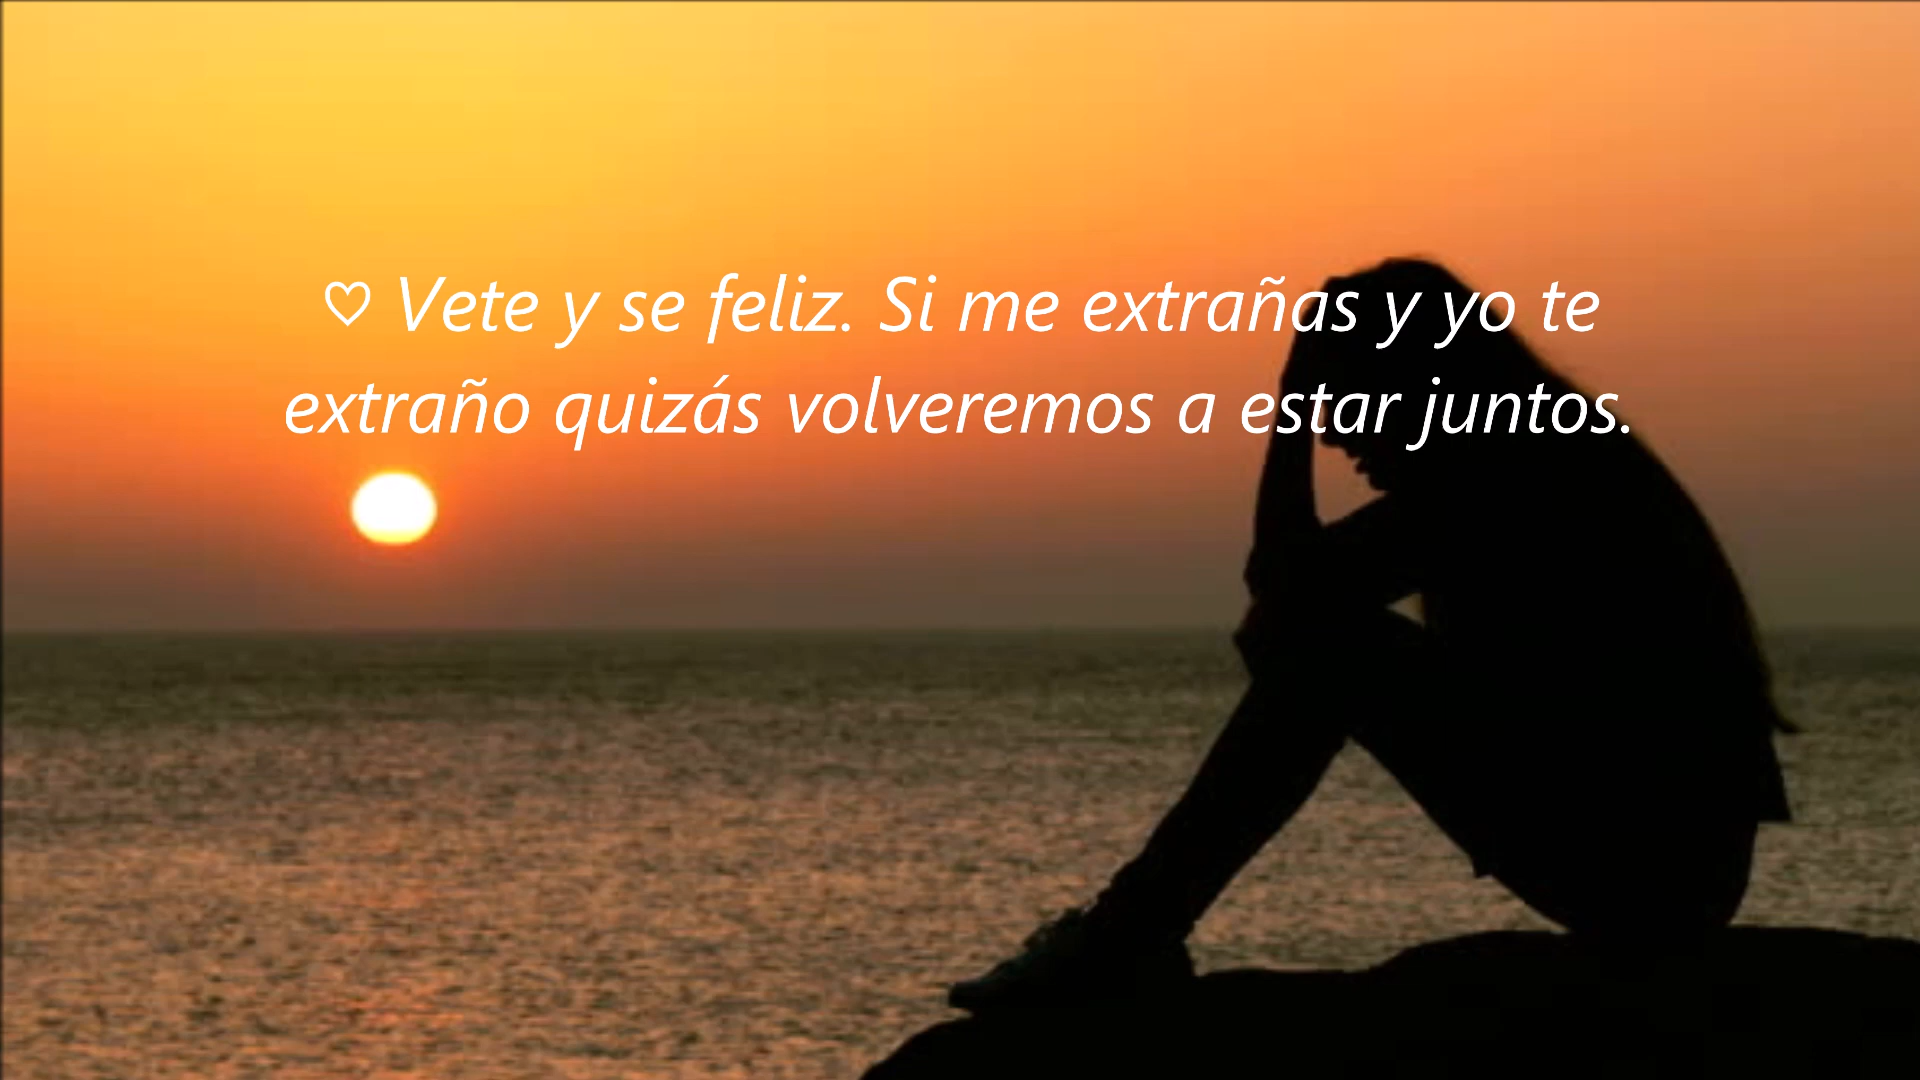 ♡ Vete y se feliz. Si me extrañas y yo te
extraño quizás volveremos a estar juntos.